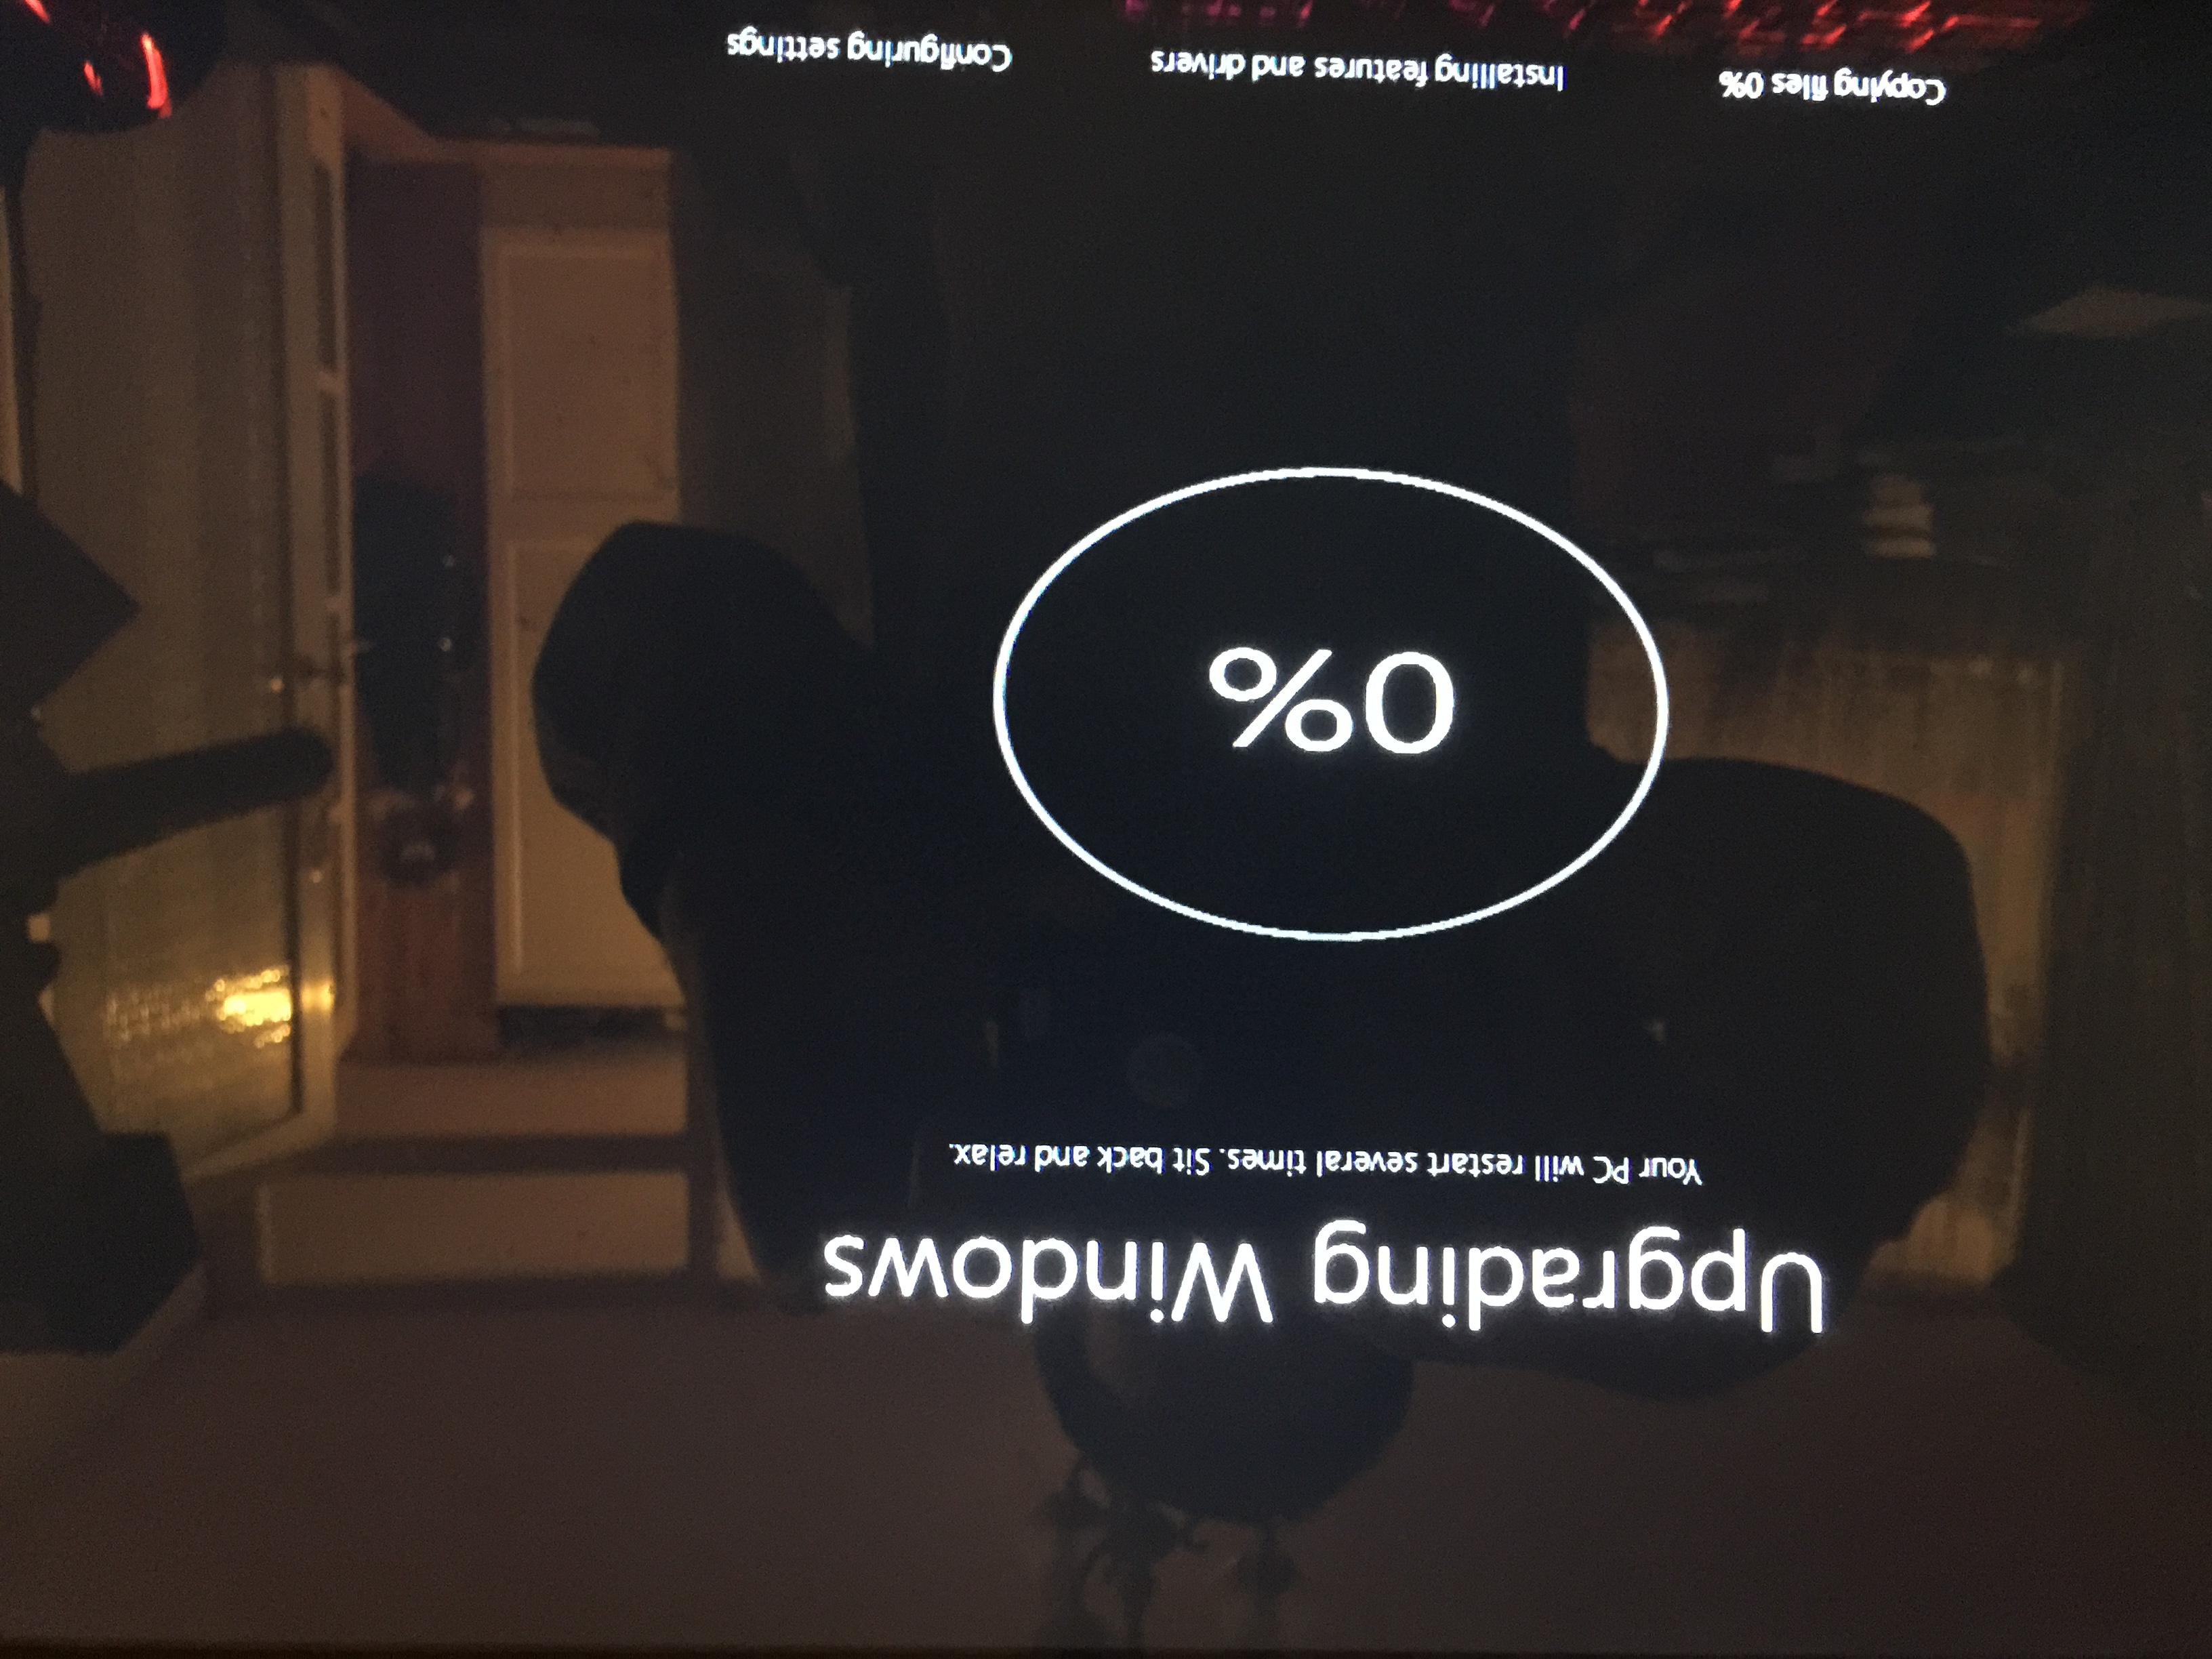 Upgrading Windows
Your PC will restart several times. Sit back and relax.
0%
Copying files 0%
Installing features and drivers
Configuring settings